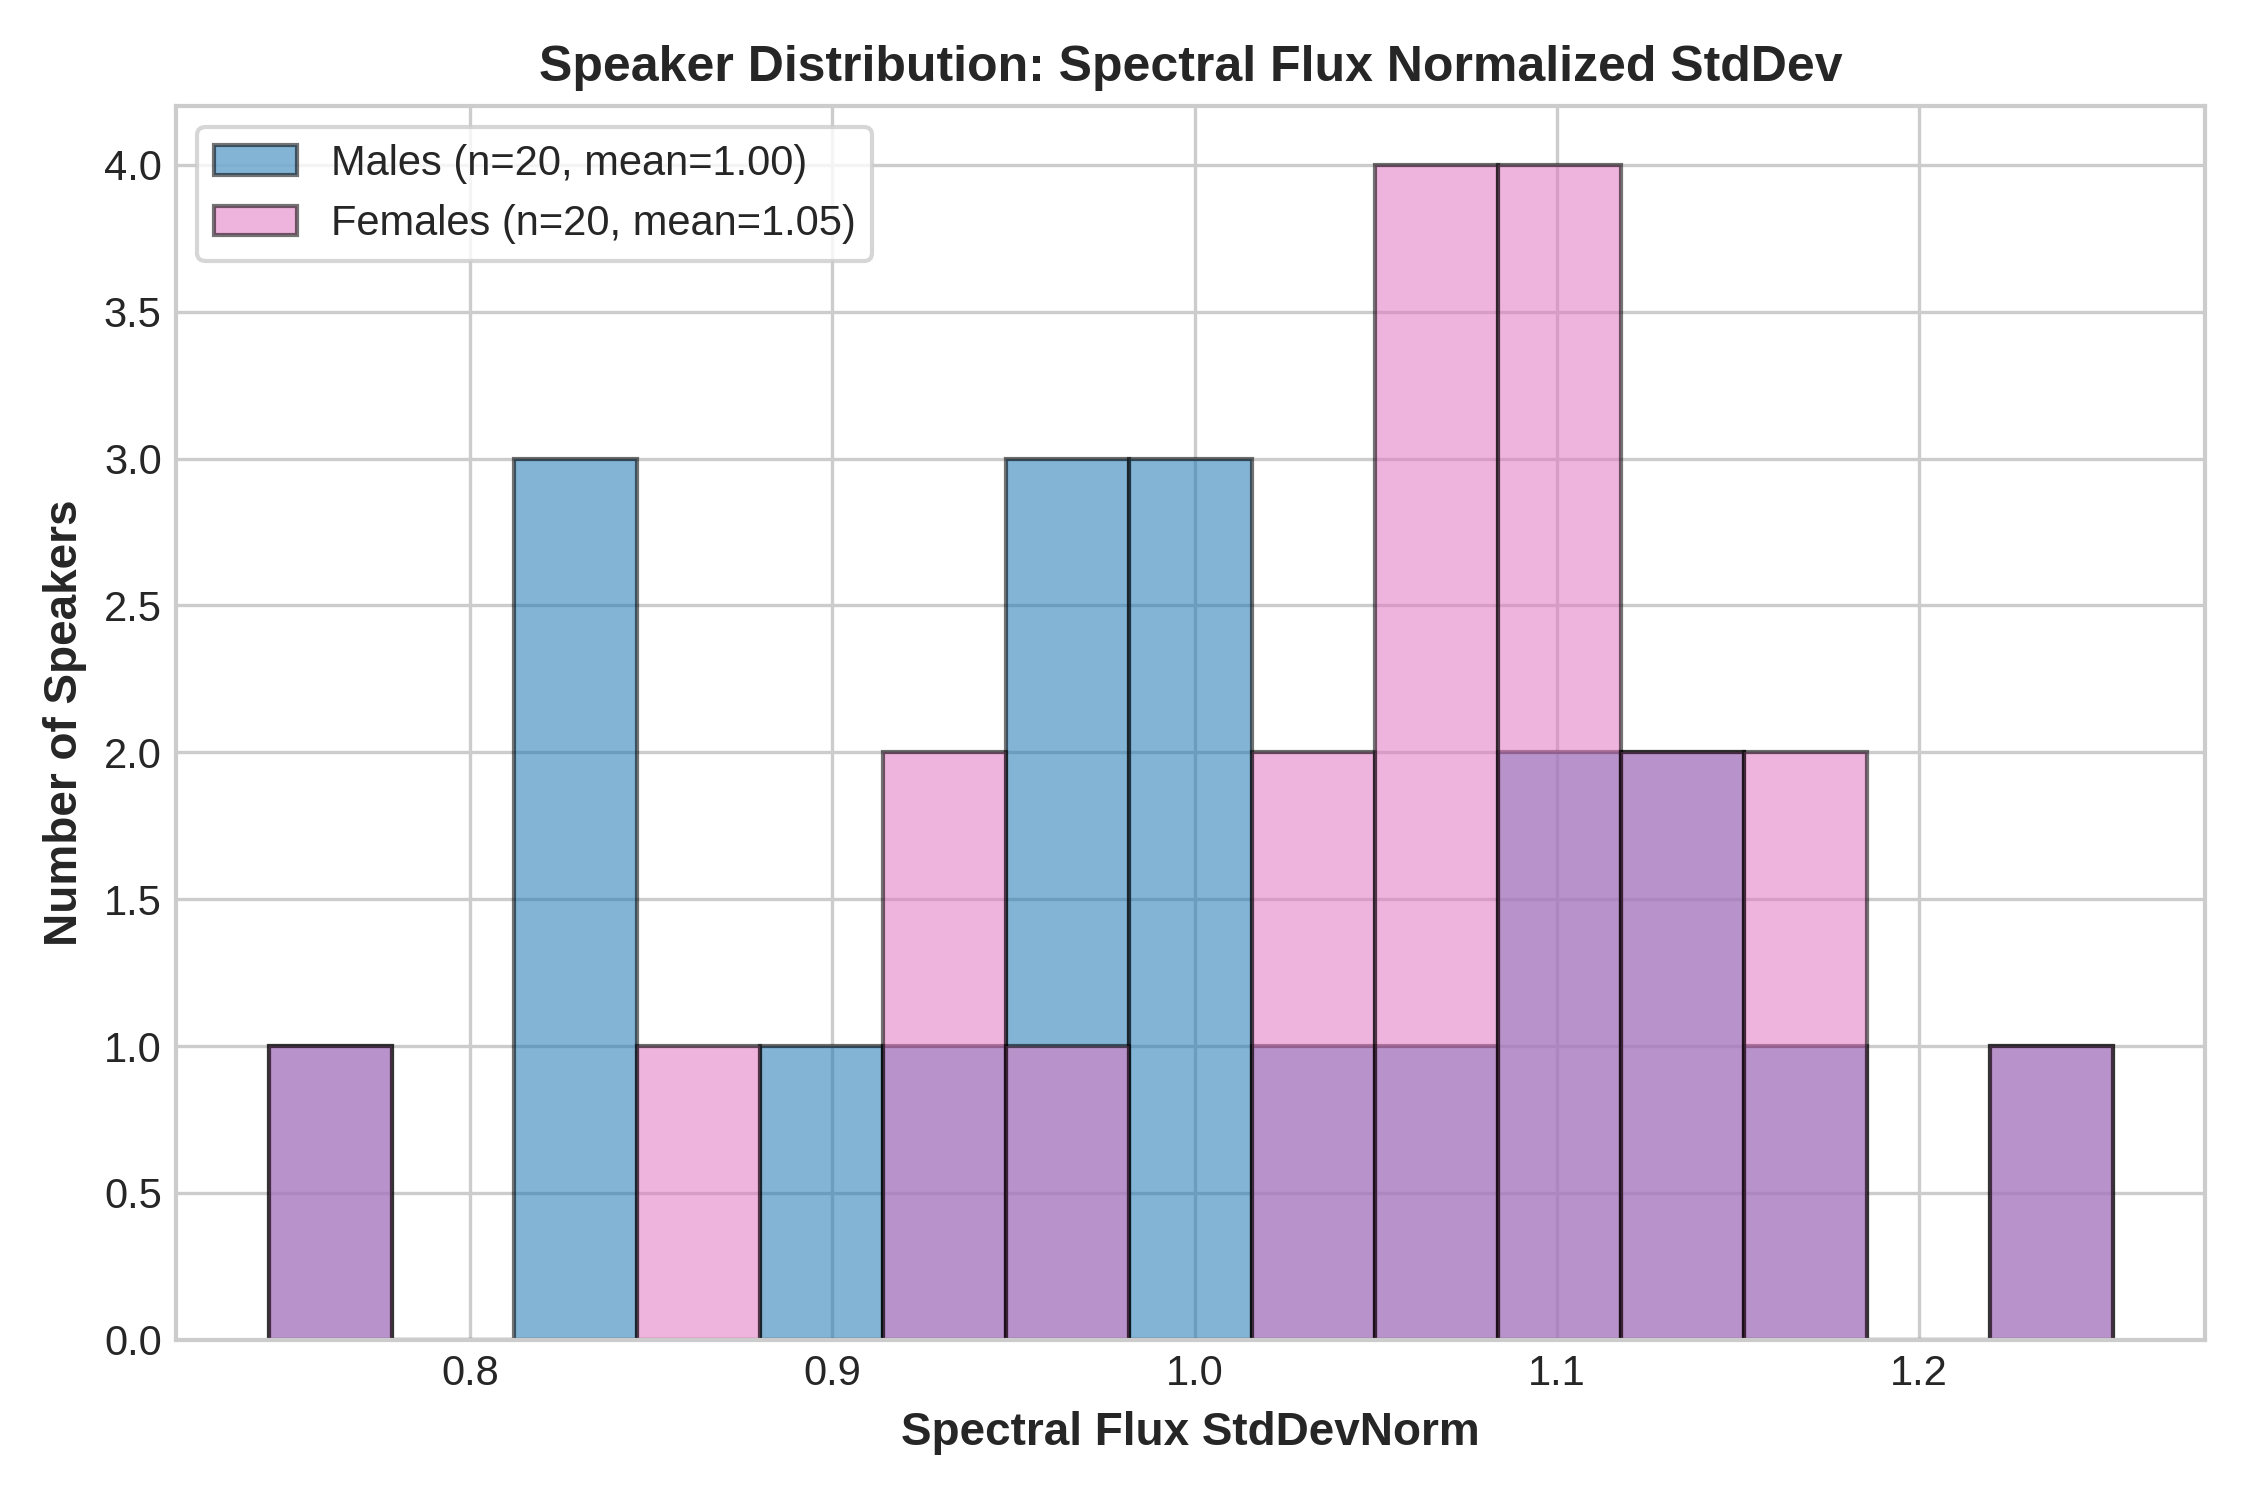 Speaker Distribution: Spectral Flux Normalized StdDev
Males (n=20, mean=1.00)
Females (n=20, mean=1.05)
Number of Speakers
4.0
3.5
3.0
2.5
2.0
1.5
1.0
0.5
0.0
0.8 0.9 1.0 1.1 1.2
Spectral Flux StdDevNorm